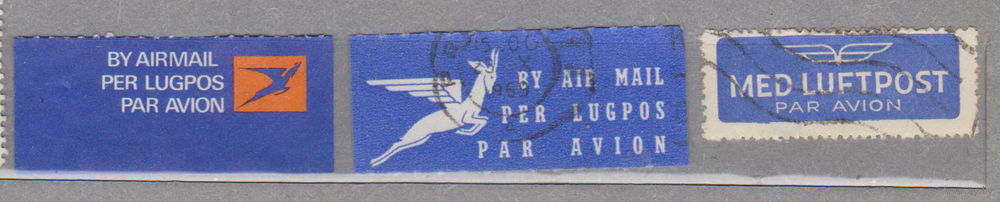 BY AIRMAIL
PER LUGPOS
PAR AVION
BY AIR MAIL
PER LUGPOS
PAR AVION
MED LUFTPOST
PAR AVION